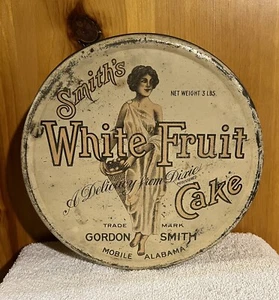 Smith's
NET WEIGHT 3 LBS.
White Fruit
A Delicacy from Dixie
Cake
TRADE MARK
GORDON SMITH
MOBILE ALABAMA